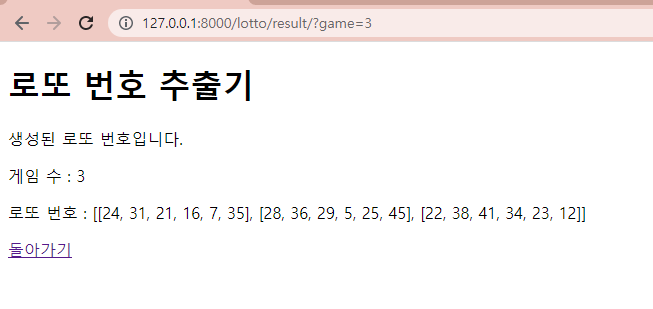 127.0.0.1:8000/lotto/result/?game=3
로또 번호 추출기
생성된 로또 번호입니다.
게임 수 : 3
로또 번호 : [[24, 31, 21, 16, 7, 35], [28, 36, 29, 5, 25, 45], [22, 38, 41, 34, 23, 12]]
돌아가기